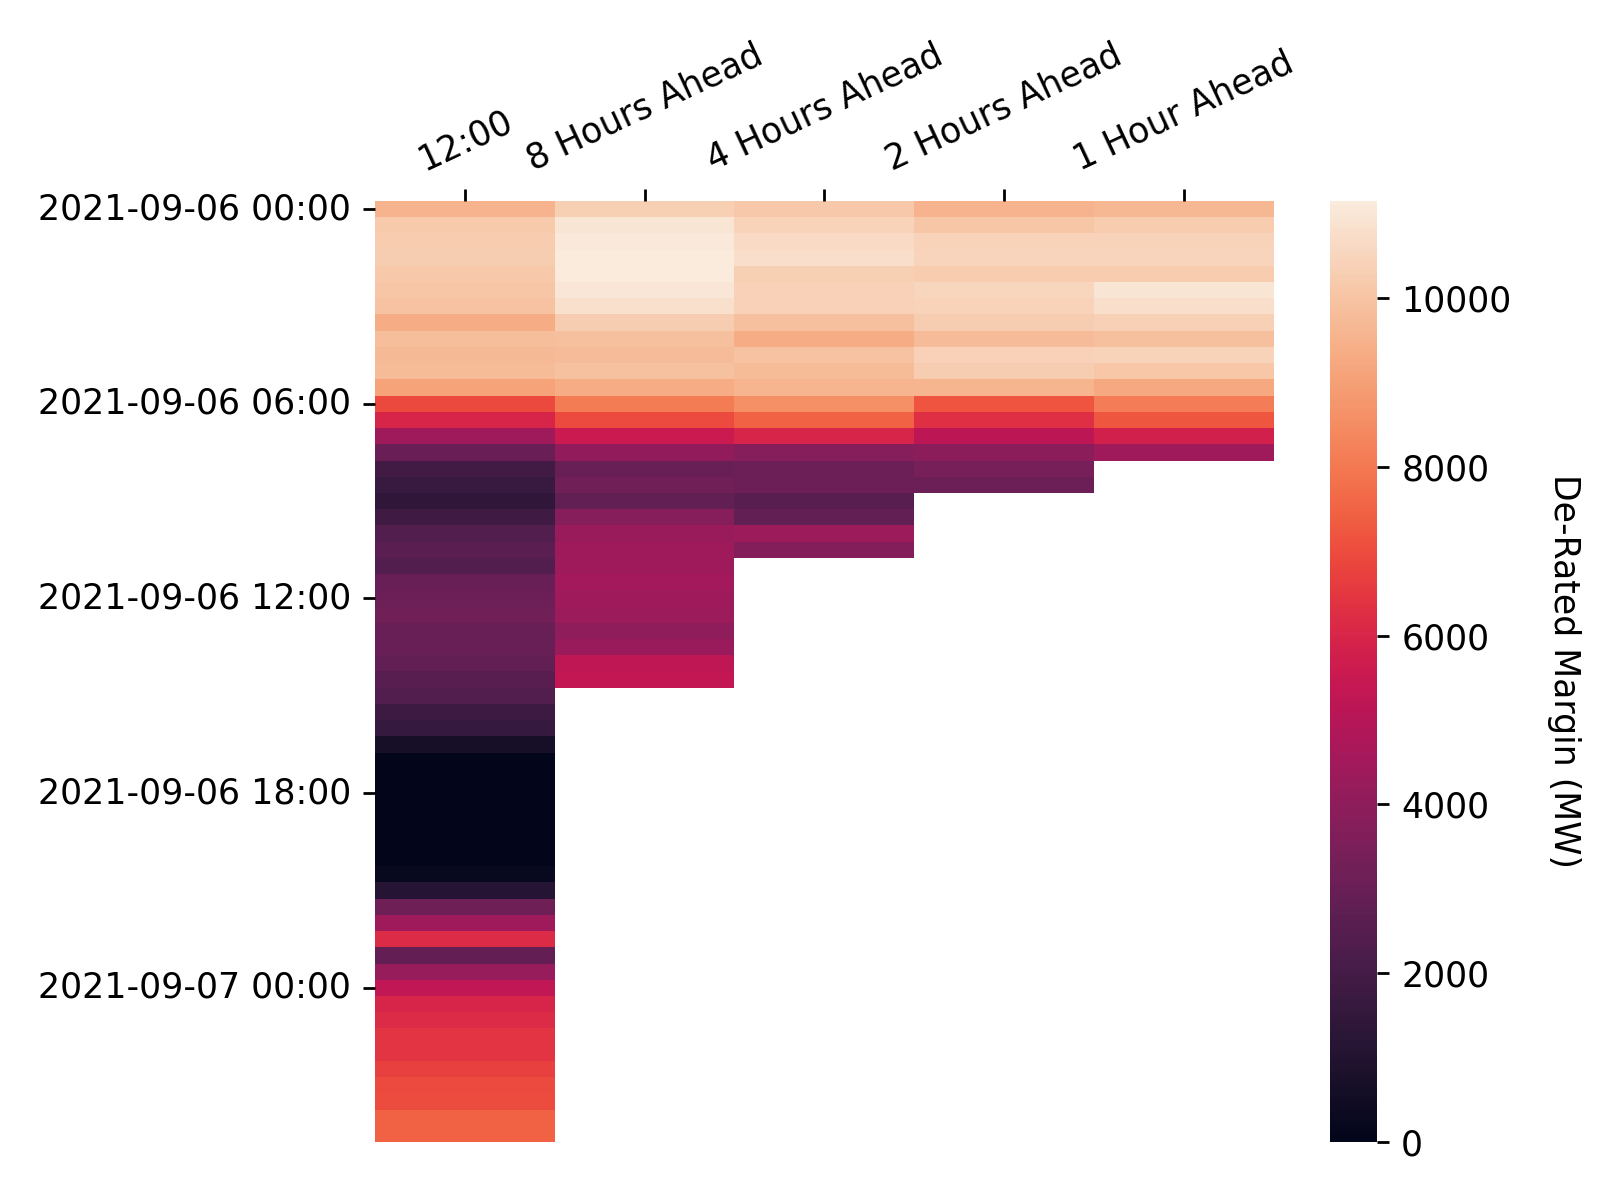 12:00
8 Hours Ahead
4 Hours Ahead
2 Hours Ahead
1 Hour Ahead
2021-09-06 00:00
2021-09-06 06:00
2021-09-06 12:00
2021-09-06 18:00
2021-09-07 00:00
10000
8000
6000
4000
2000
0
De-Rated Margin (MW)